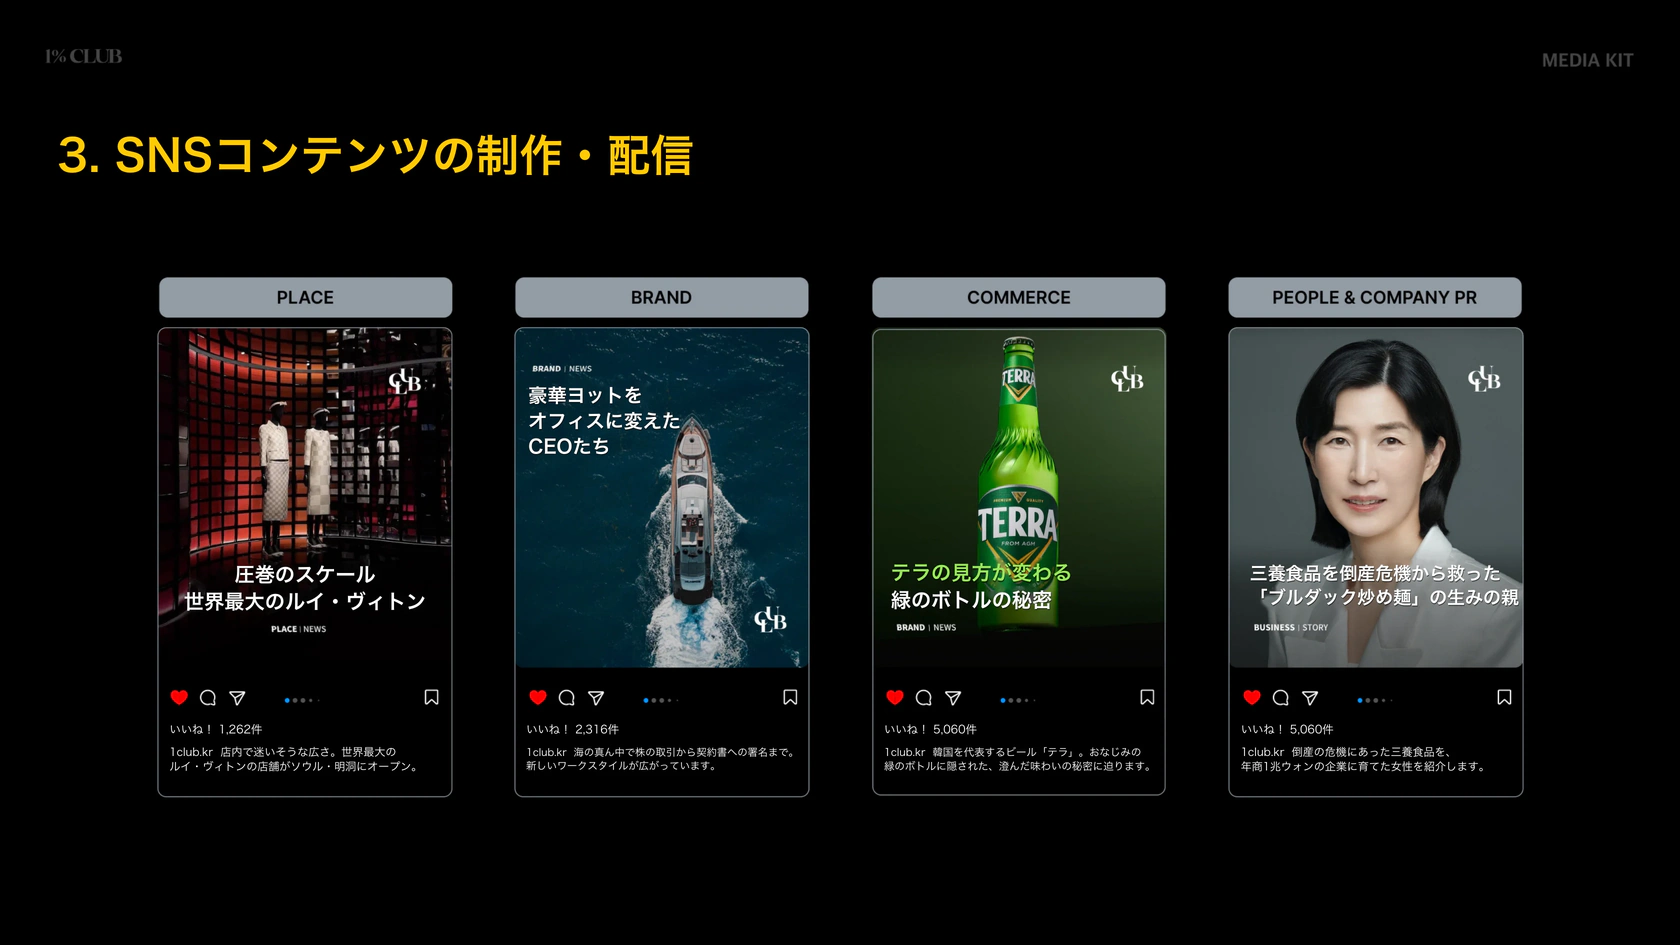 1% CLUB
MEDIA KIT
3. SNSコンテンツの制作・配信
PLACE
CLUB
圧巻のスケール
世界最大のルイ・ヴィトン
PLACE | NEWS
いいね！ 1,262件
1club.kr 店内で迷いそうな広さ。世界最大の
ルイ・ヴィトンの店舗がソウル・明洞にオープン。
BRAND
BRAND | NEWS
豪華ヨットを
オフィスに変えた
CEOたち
CLUB
いいね！ 2,316件
1club.kr 海の真ん中で株の取引から契約書への署名まで。
新しいワークスタイルが広がっています。
COMMERCE
CLUB
TERRA
TERRA
FROM AGM
テラの見方が変わる
緑のボトルの秘密
BRAND | NEWS
いいね！ 5,060件
1club.kr 韓国を代表するビール「テラ」。おなじみの
緑のボトルに隠された、澄んだ味わいの秘密に迫ります。
PEOPLE & COMPANY PR
CLUB
三養食品を倒産危機から救った
「ブルダック炒め麺」の生みの親
BUSINESS | STORY
いいね！ 5,060件
1club.kr 倒産の危機にあった三養食品を、
年商1兆ウォンの企業に育てた女性を紹介します。